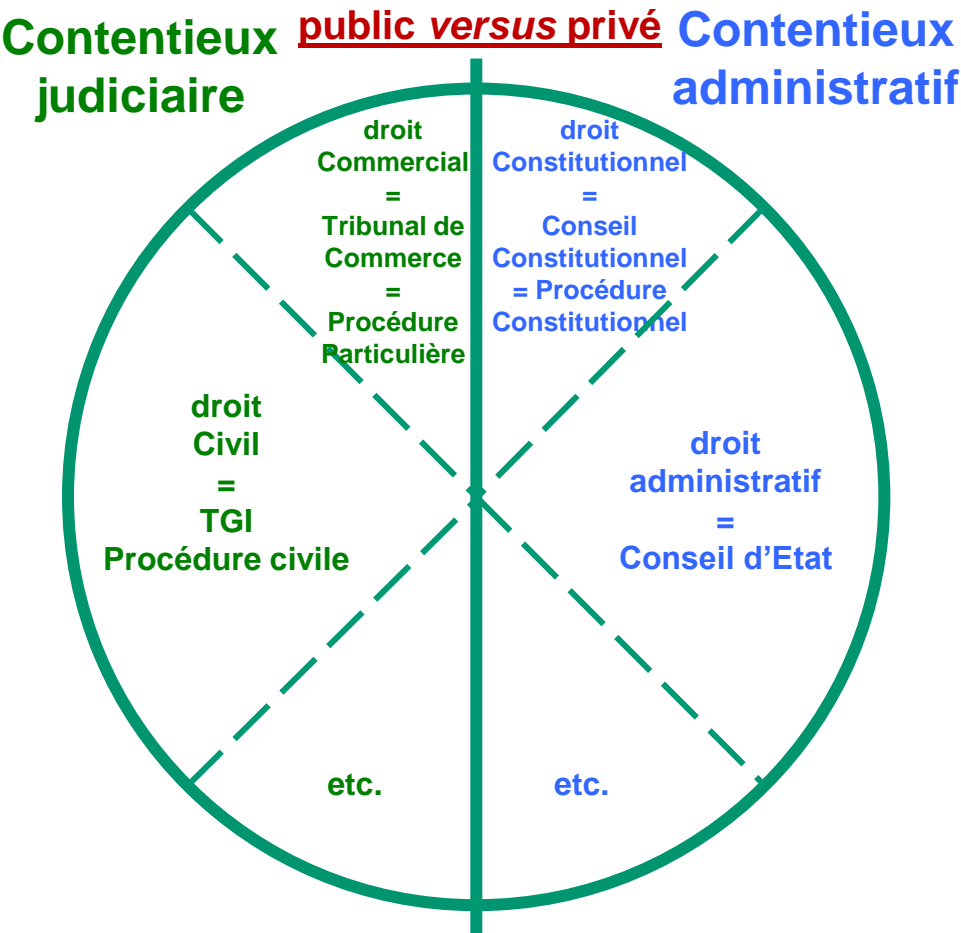 public versus privé
Contentieux
judiciaire
Contentieux
administratif
droit
Commercial
=
Tribunal de
Commerce
=
Procédure
Particulière
droit
Constitutionnel
=
Conseil
Constitutionnel
= Procédure
Constitutionnel
droit
Civil
=
TGI
Procédure civile
droit
administratif
=
Conseil d'Etat
etc.
etc.